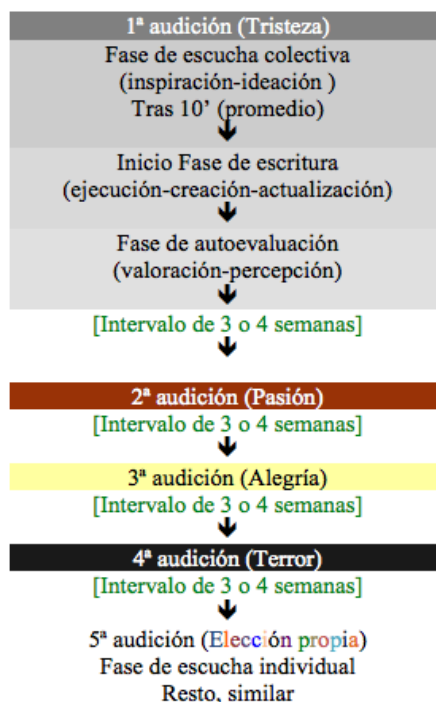 1ª audición (Tristeza)
Fase de escucha colectiva
(inspiración-ideación )
Tras 10’ (promedio)
Inicio Fase de escritura
(ejecución-creación-actualización)
Fase de autoevaluación
(valoración-percepción)
[Intervalo de 3 o 4 semanas]
2ª audición (Pasión)
[Intervalo de 3 o 4 semanas]
3ª audición (Alegría)
[Intervalo de 3 o 4 semanas]
4ª audición (Terror)
[Intervalo de 3 o 4 semanas]
5ª audición (Elección propia)
Fase de escucha individual
Resto, similar